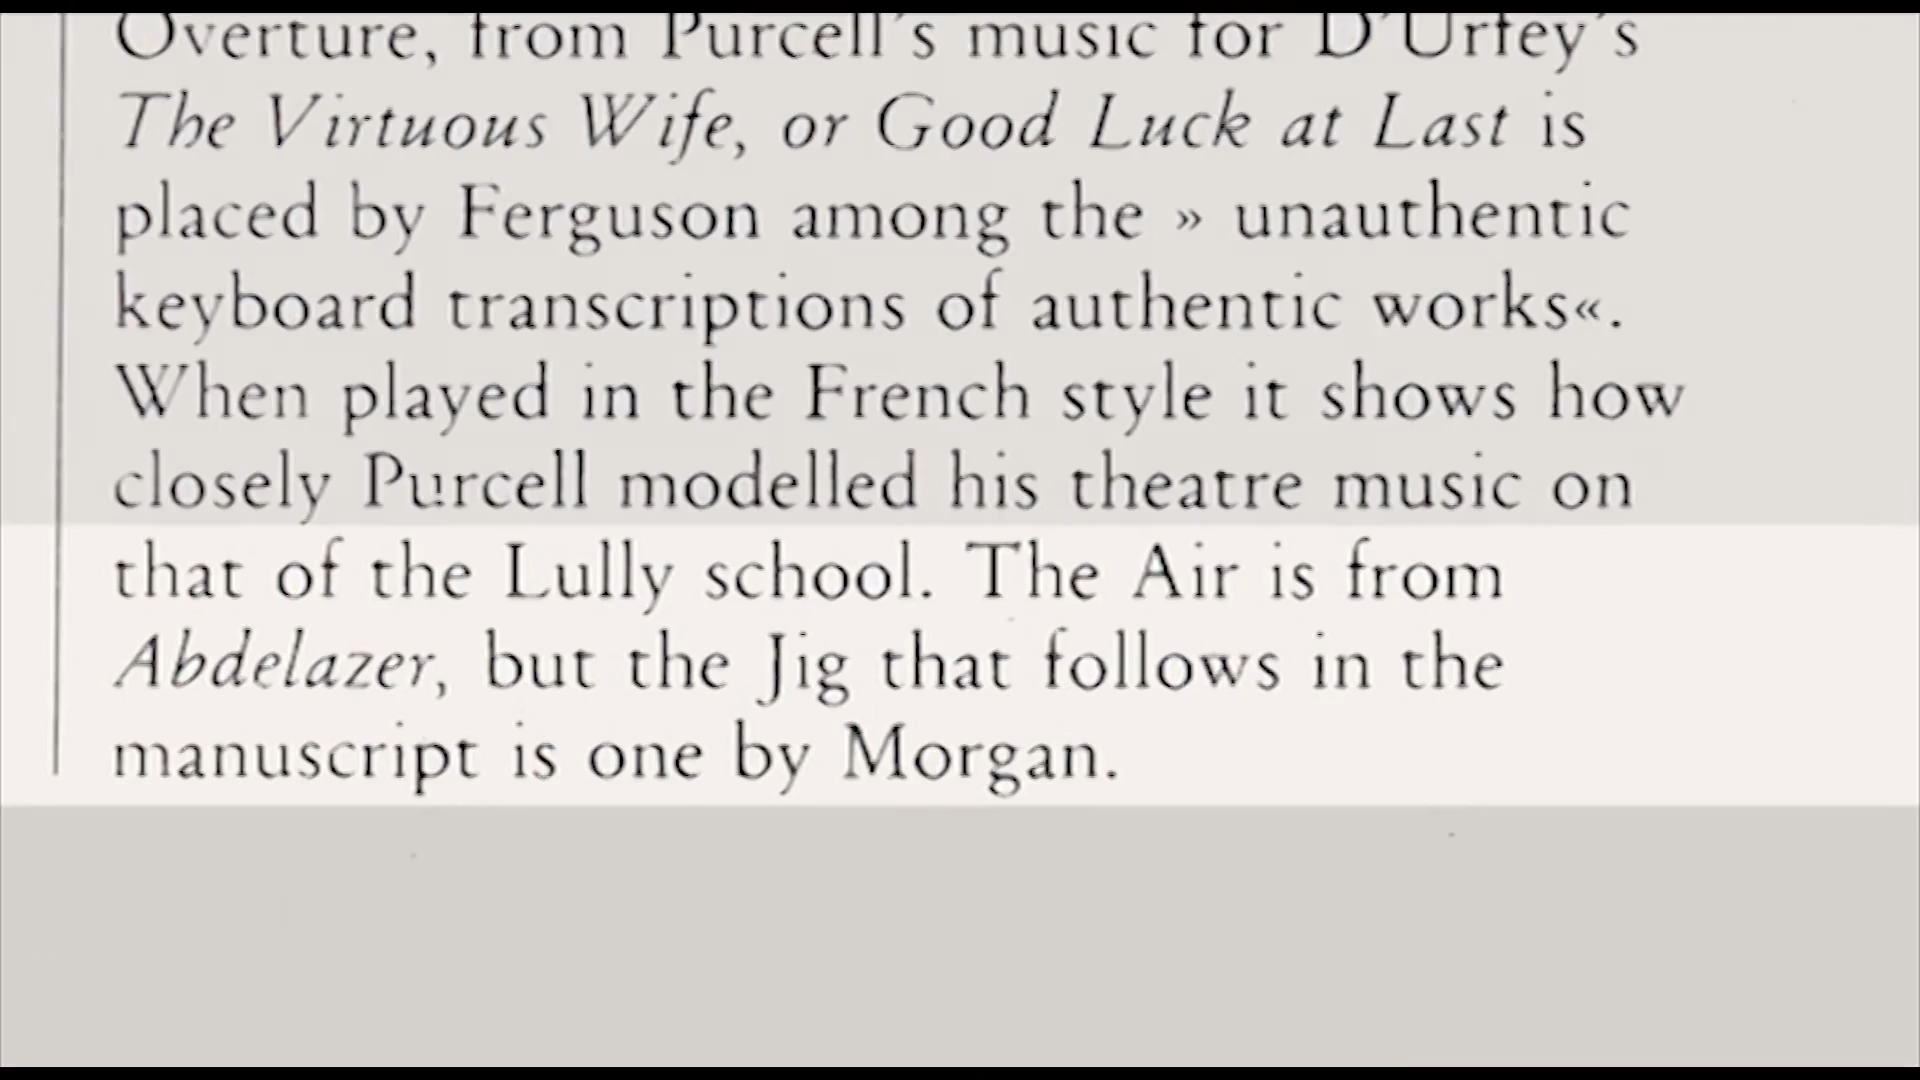 Overture, from Purcell's music for D'Urfey's
The Virtuous Wife, or Good Luck at Last is
placed by Ferguson among the » unauthentic
keyboard transcriptions of authentic works«.
When played in the French style it shows how
closely Purcell modelled his theatre music on
that of the Lully school. The Air is from
Abdelazer, but the Jig that follows in the
manuscript is one by Morgan.